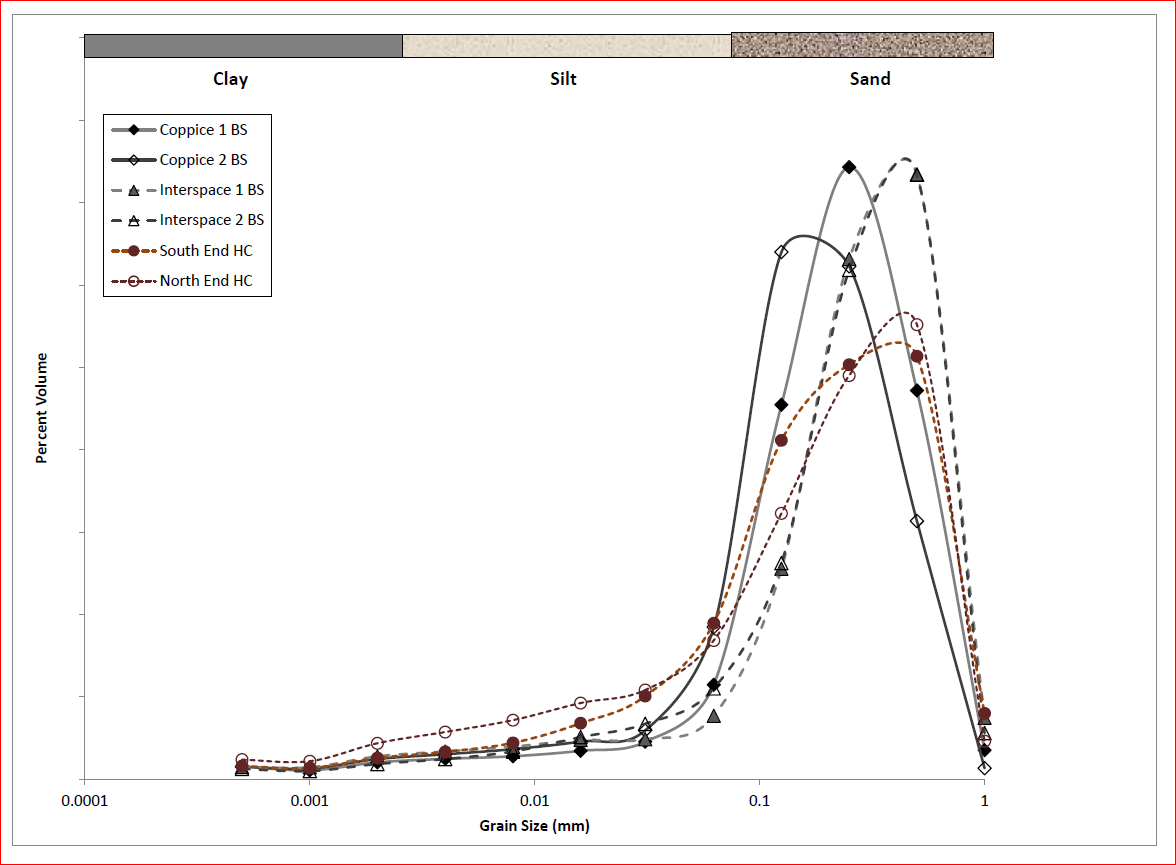 Clay Silt Sand
Coppice 1 BS
Coppice 2 BS
Interspace 1 BS
Interspace 2 BS
South End HC
North End HC
Percent Volume
0.0001 0.001 0.01 0.1 1
Grain Size (mm)